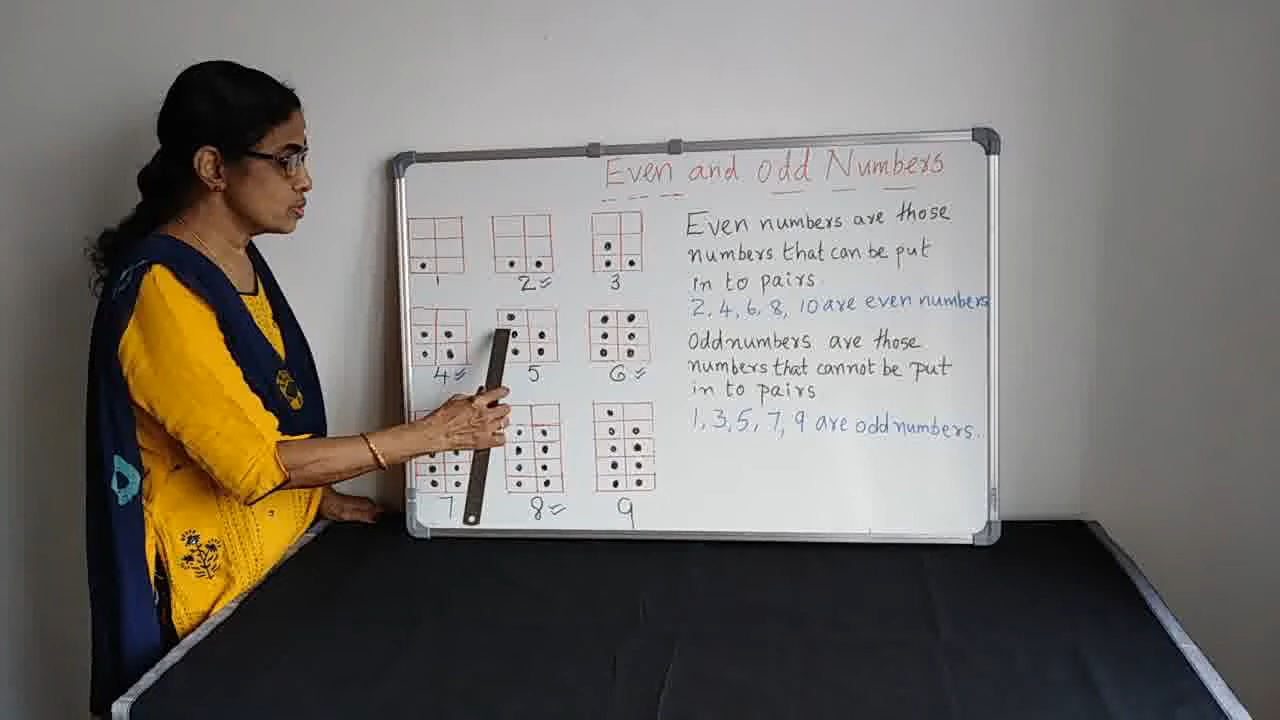 Even and odd Numbers
1 2 3
4 5 6
7 8 9
Even numbers are those
numbers that can be put
in to pairs
2, 4, 6, 8, 10 are even numbers
Odd numbers are those
numbers that cannot be put
in to pairs
1, 3, 5, 7, 9 are odd numbers.